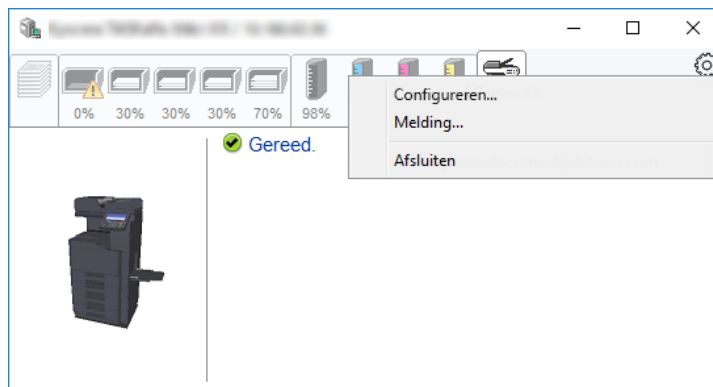 0% 30% 30% 30% 70% 98%
Configureren...
Melding...
Afsluiten
Gereed.